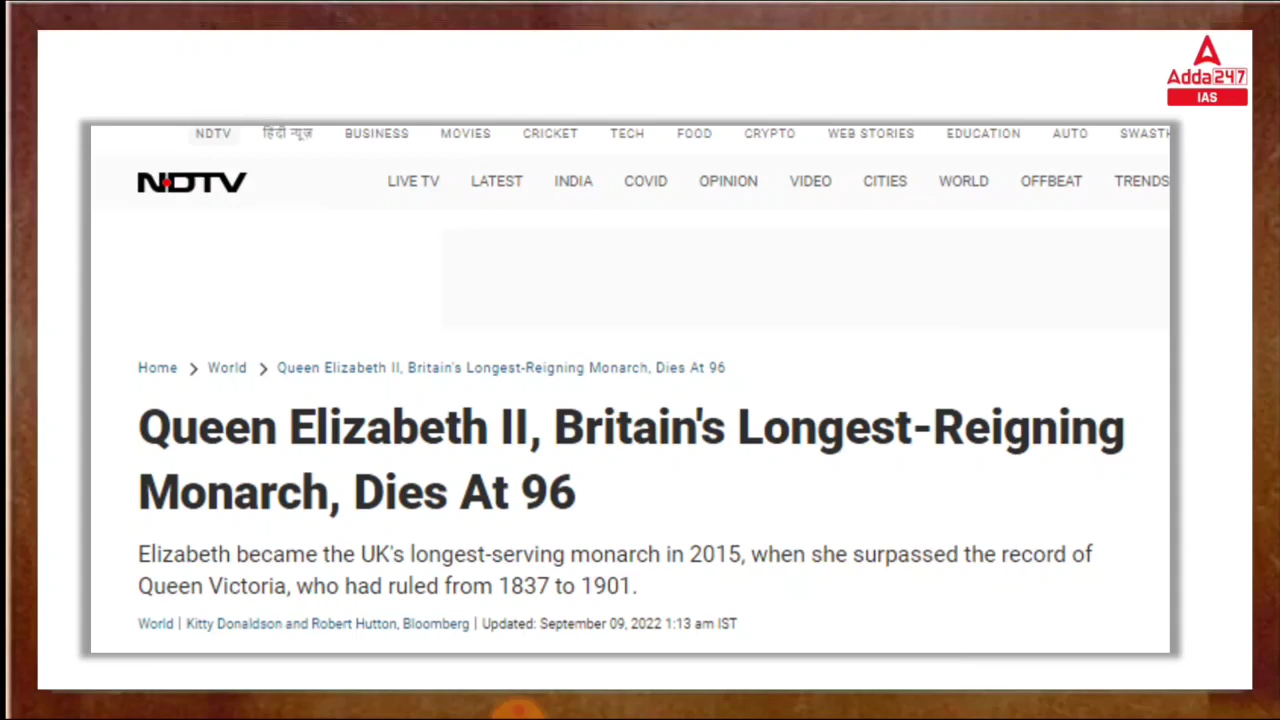 Adda247
IAS
NDTV हिंदी न्यूज़ BUSINESS MOVIES CRICKET TECH FOOD CRYPTO WEB STORIES EDUCATION AUTO SWASTH
NDTV LIVE TV LATEST INDIA COVID OPINION VIDEO CITIES WORLD OFFBEAT TRENDS
Home > World > Queen Elizabeth II, Britain's Longest-Reigning Monarch, Dies At 96
Queen Elizabeth II, Britain's Longest-Reigning
Monarch, Dies At 96
Elizabeth became the UK's longest-serving monarch in 2015, when she surpassed the record of
Queen Victoria, who had ruled from 1837 to 1901.
World | Kitty Donaldson and Robert Hutton, Bloomberg | Updated: September 09, 2022 1:13 am IST